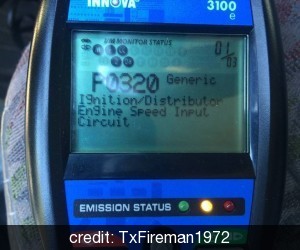 INNOVA
3100
e
I/M MONITOR STATUS
01/03
P0320 Generic
Ignition/Distributor
Engine Speed Input
Circuit
EMISSION STATUS
credit: TxFireman1972